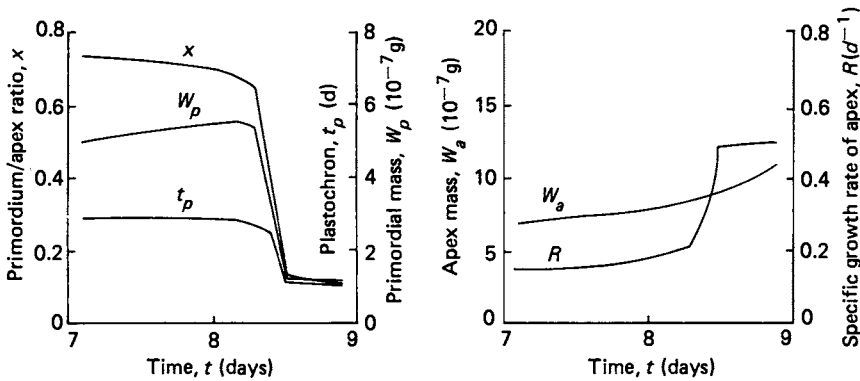 Primordium/apex ratio, x
0.8
0.6
0.4
0.2
0
x
W_p
t_p
8
6
4
2
0
Plastochron, t_p (d)
Primordial mass, W_p (10⁻⁷g)
7
8
9
Time, t (days)
Apex mass, W_a (10⁻⁷g)
20
15
10
5
0
W_a
R
0.8
0.6
0.4
0.2
0.0
Specific growth rate of apex, R(d⁻¹)
7
8
9
Time, t (days)